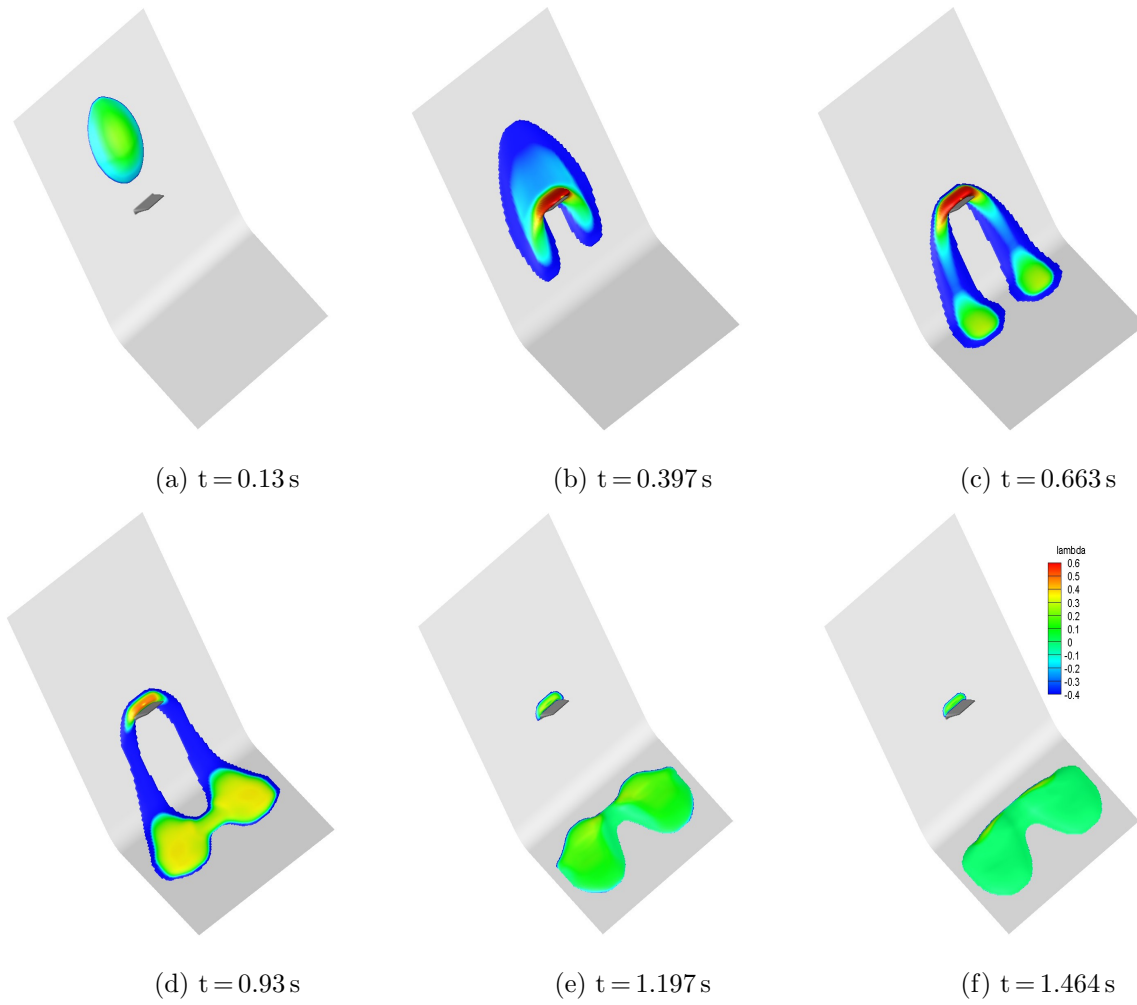 (a) t = 0.13 s
(b) t = 0.397 s
(c) t = 0.663 s
lambda
0.6
0.5
0.4
0.3
0.2
0.1
0
-0.1
-0.2
-0.3
-0.4
(d) t = 0.93 s
(e) t = 1.197 s
(f) t = 1.464 s